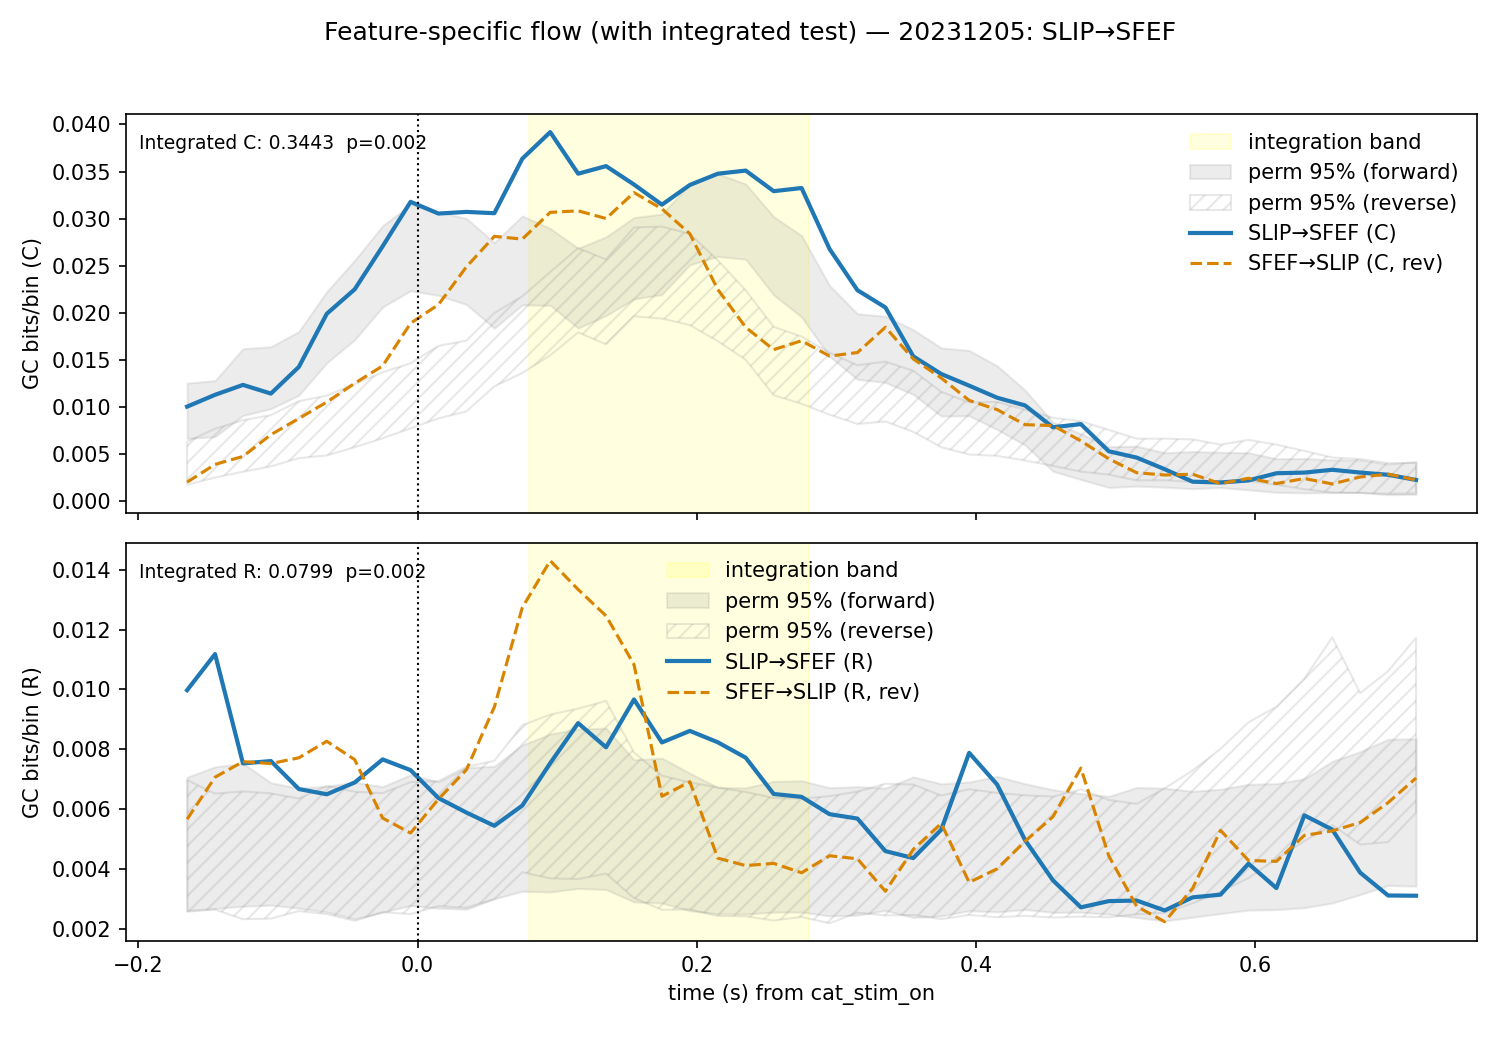 Feature-specific flow (with integrated test) — 20231205: SLIP→SFEF
Integrated C: 0.3443  p=0.002
integration band
perm 95% (forward)
perm 95% (reverse)
SLIP→SFEF (C)
SFEF→SLIP (C, rev)
GC bits/bin (C)
0.040
0.035
0.030
0.025
0.020
0.015
0.010
0.005
0.000
Integrated R: 0.0799  p=0.002
integration band
perm 95% (forward)
perm 95% (reverse)
SLIP→SFEF (R)
SFEF→SLIP (R, rev)
GC bits/bin (R)
0.014
0.012
0.010
0.008
0.006
0.004
0.002
−0.2 0.0 0.2 0.4 0.6
time (s) from cat_stim_on